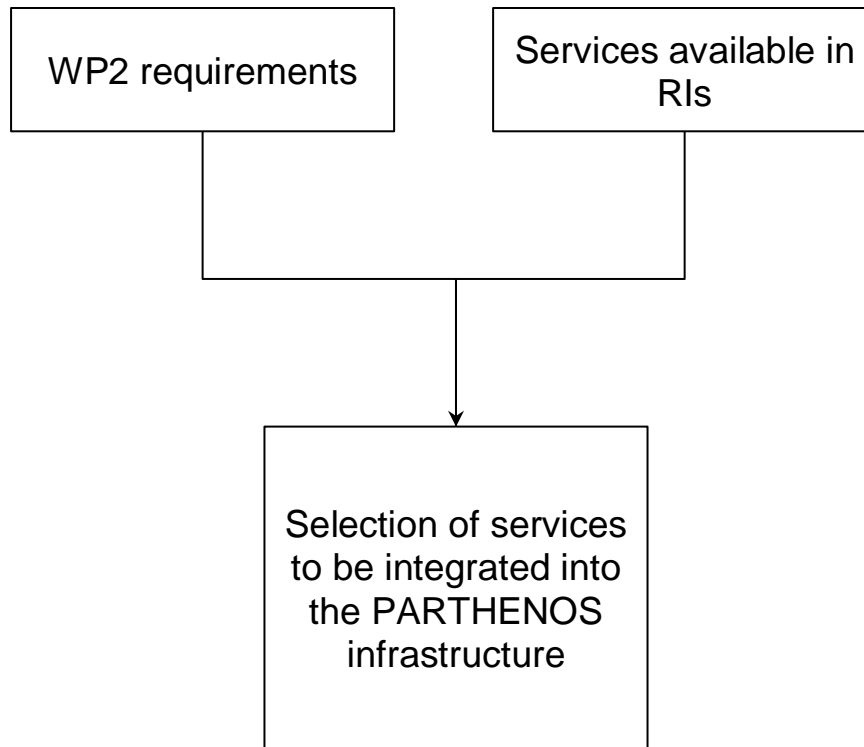 WP2 requirements
Services available in
RIs
Selection of services
to be integrated into
the PARTHENOS
infrastructure